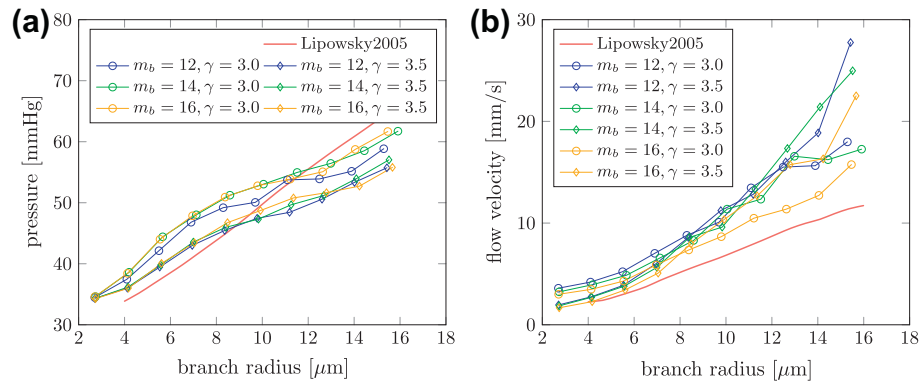 (a)
80
70
60
50
40
30
pressure [mmHg]
Lipowsky2005
m_b = 12, γ = 3.0
m_b = 12, γ = 3.5
m_b = 14, γ = 3.0
m_b = 14, γ = 3.5
m_b = 16, γ = 3.0
m_b = 16, γ = 3.5
2 4 6 8 10 12 14 16 18
branch radius [μm]
(b)
30
20
10
0
flow velocity [mm/s]
Lipowsky2005
m_b = 12, γ = 3.0
m_b = 12, γ = 3.5
m_b = 14, γ = 3.0
m_b = 14, γ = 3.5
m_b = 16, γ = 3.0
m_b = 16, γ = 3.5
2 4 6 8 10 12 14 16 18
branch radius [μm]